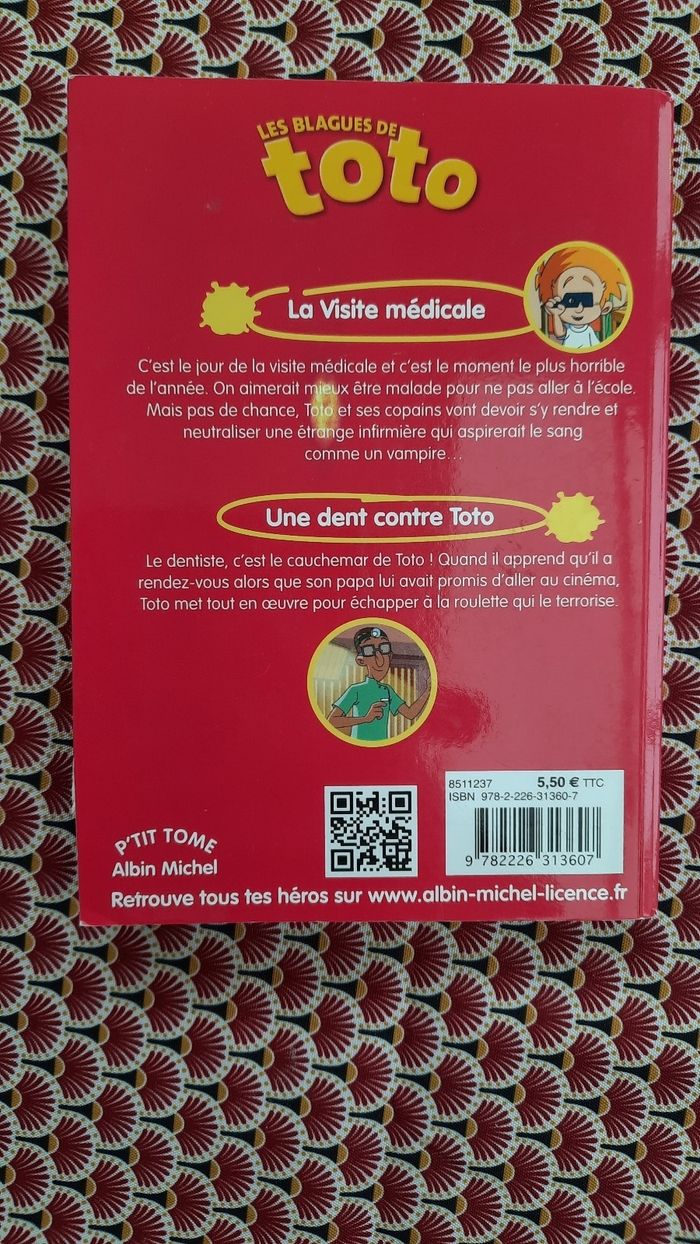 LES BLAGUES DE
toto
La Visite médicale
C'est le jour de la visite médicale et c'est le moment le plus horrible
de l'année. On aimerait mieux être malade pour ne pas aller à l'école.
Mais pas de chance, Toto et ses copains vont devoir s'y rendre et
neutraliser une étrange infirmière qui aspirerait le sang
comme un vampire...
Une dent contre Toto
Le dentiste, c'est le cauchemar de Toto ! Quand il apprend qu'il a
rendez-vous alors que son papa lui avait promis d'aller au cinéma,
Toto met tout en œuvre pour échapper à la roulette qui le terrorise.
8511237 5,50 € TTC
ISBN 978-2-226-31360-7
9 782226 313607
P'TIT TOME
Albin Michel
Retrouve tous tes héros sur www.albin-michel-licence.fr